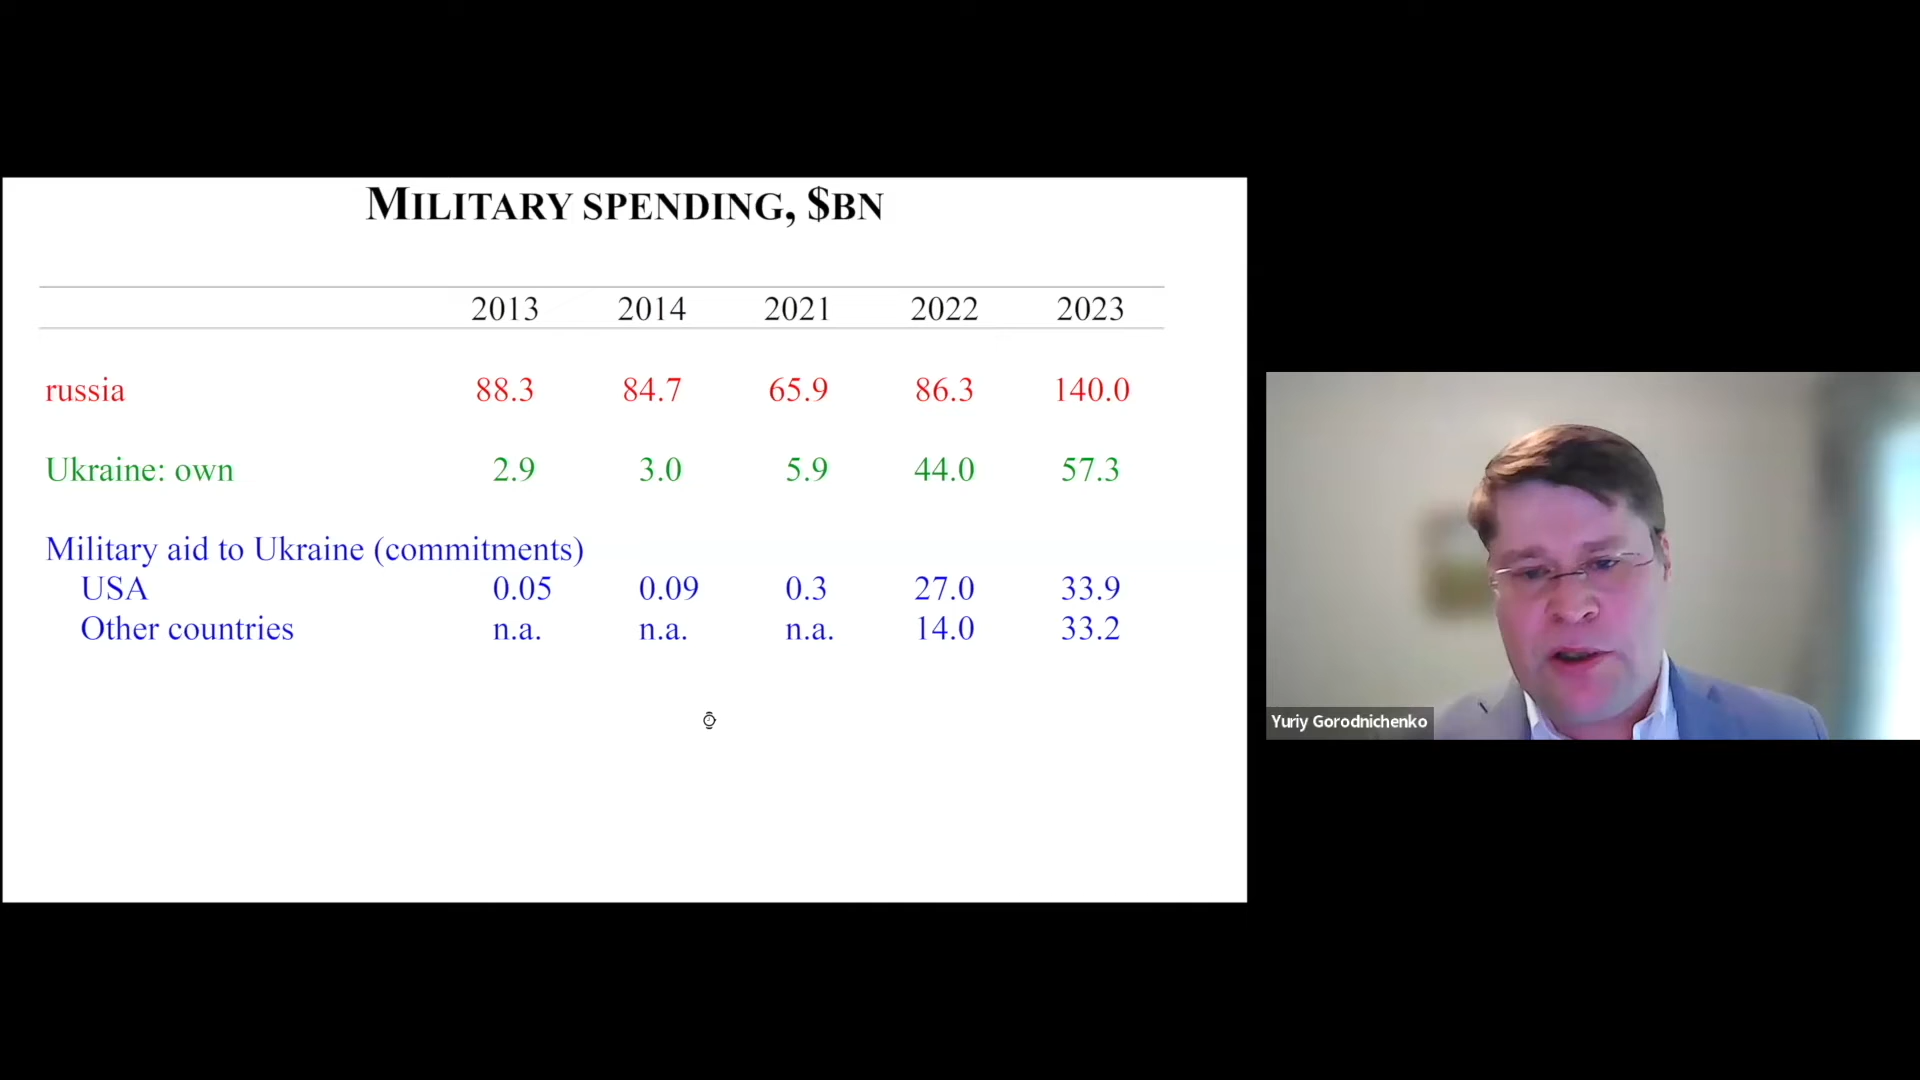 MILITARY SPENDING, $BN
2013 2014 2021 2022 2023
russia 88.3 84.7 65.9 86.3 140.0
Ukraine: own 2.9 3.0 5.9 44.0 57.3
Military aid to Ukraine (commitments)
USA 0.05 0.09 0.3 27.0 33.9
Other countries n.a. n.a. n.a. 14.0 33.2
Yuriy Gorodnichenko